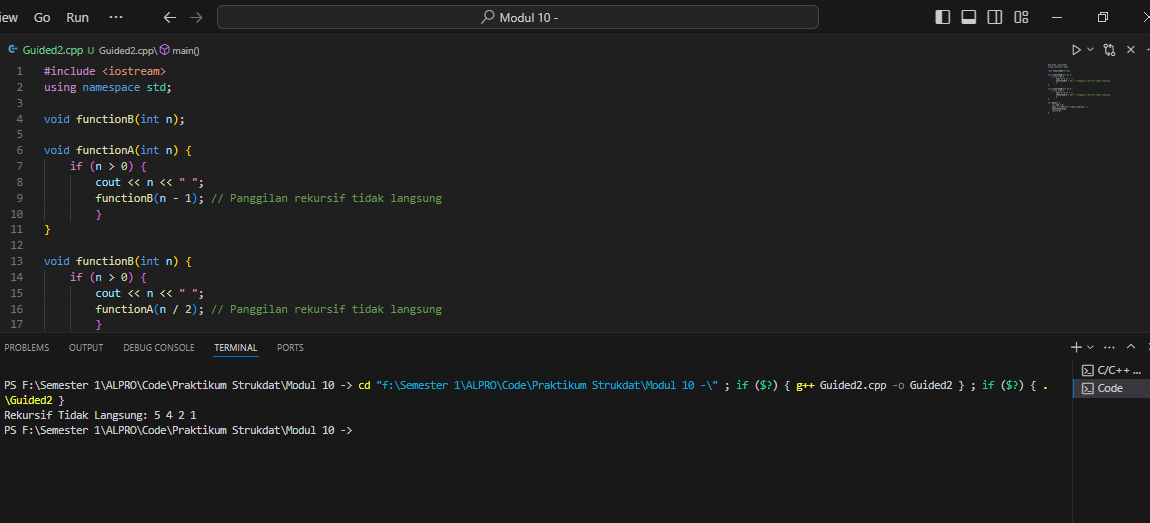 iew Go Run ··· Modul 10 -
Guided2.cpp U Guided2.cpp\ main()
1 #include <iostream>
2 using namespace std;
3
4 void functionB(int n);
5
6 void functionA(int n) {
7 if (n > 0) {
8 cout << n << " ";
9 functionB(n - 1); // Panggilan rekursif tidak langsung
10 }
11 }
12
13 void functionB(int n) {
14 if (n > 0) {
15 cout << n << " ";
16 functionA(n / 2); // Panggilan rekursif tidak langsung
17 }
PROBLEMS OUTPUT DEBUG CONSOLE TERMINAL PORTS
PS F:\Semester 1\ALPRO\Code\Praktikum Strukdat\Modul 10 -> cd "f:\Semester 1\ALPRO\Code\Praktikum Strukdat\Modul 10 -\" ; if ($?) { g++ Guided2.cpp -o Guided2 } ; if ($?) { .
\Guided2 }
Rekursif Tidak Langsung: 5 4 2 1
PS F:\Semester 1\ALPRO\Code\Praktikum Strukdat\Modul 10 ->
C/C++ ...
Code